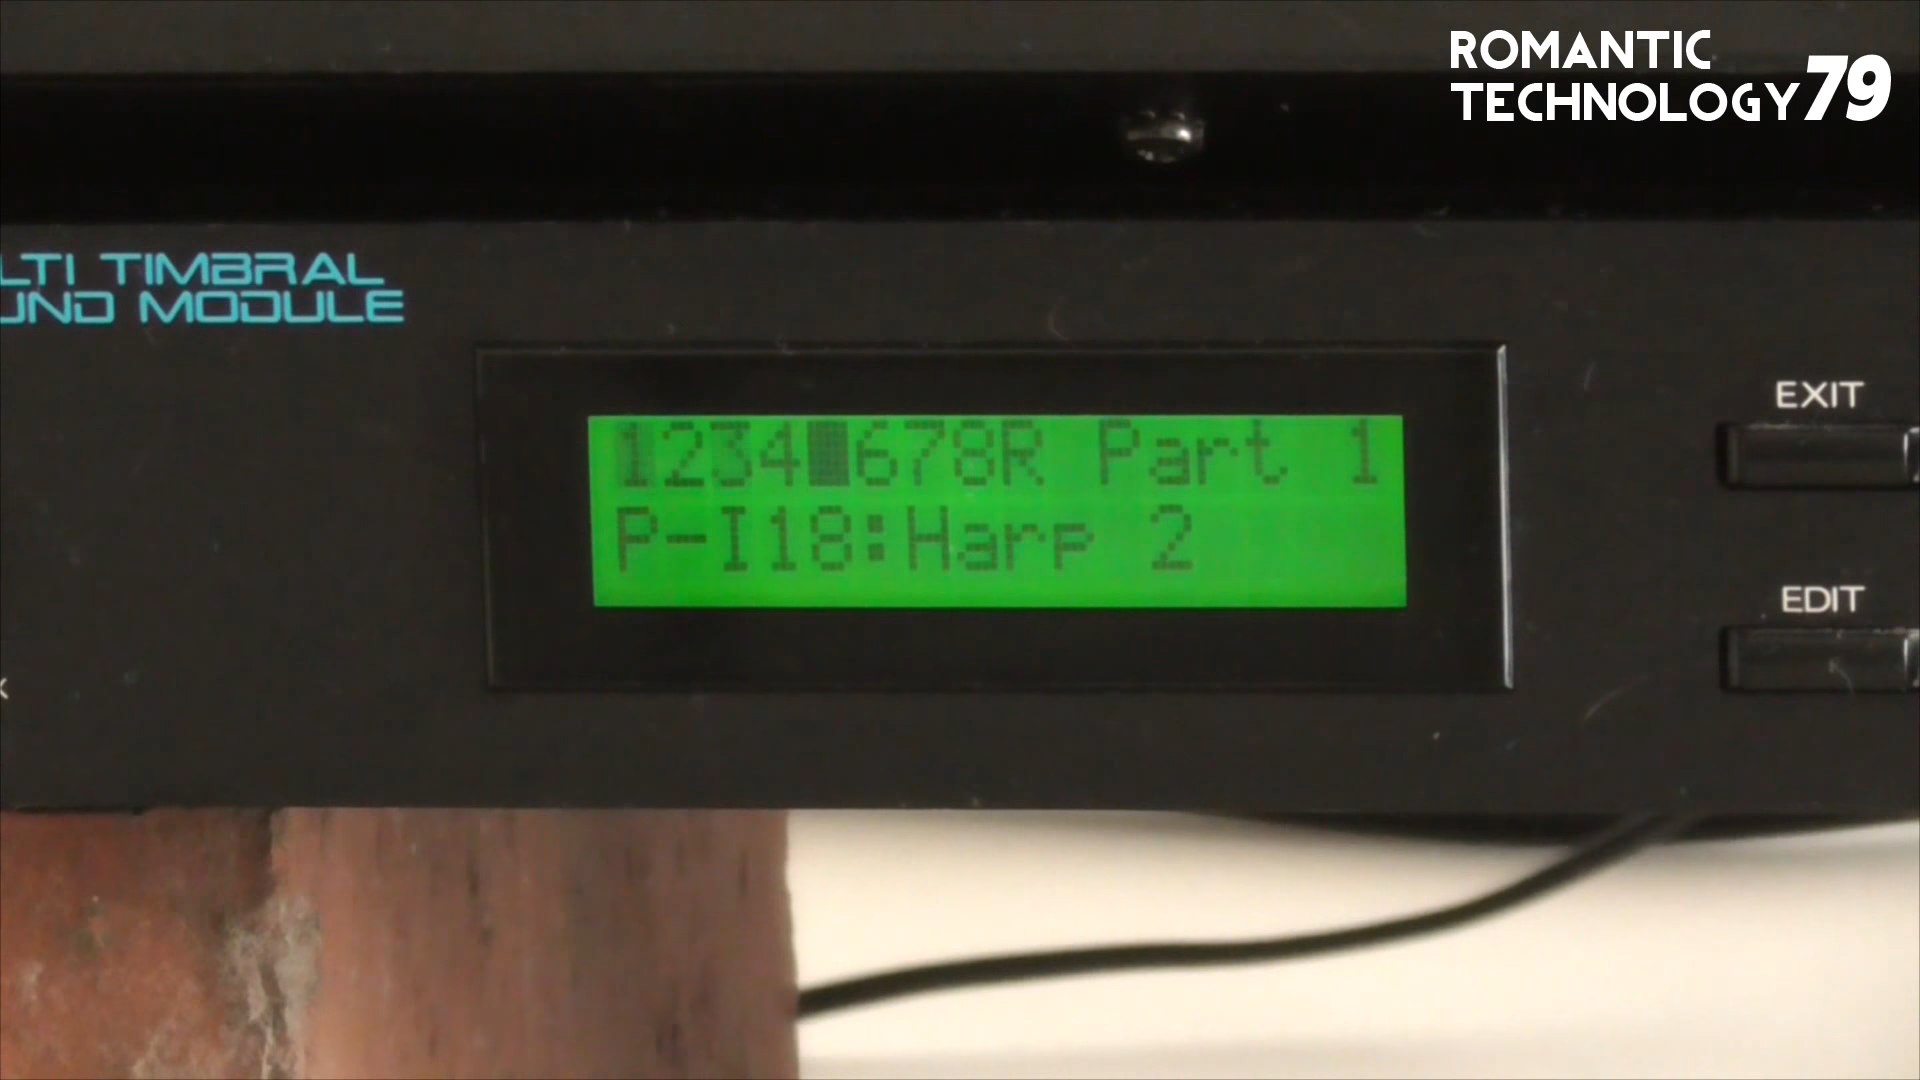 ROMANTIC
TECHNOLOGY79
LTI TIMBRAL
UND MODULE
1234█678R Part 1
P-I18:Harp 2
EXIT
EDIT